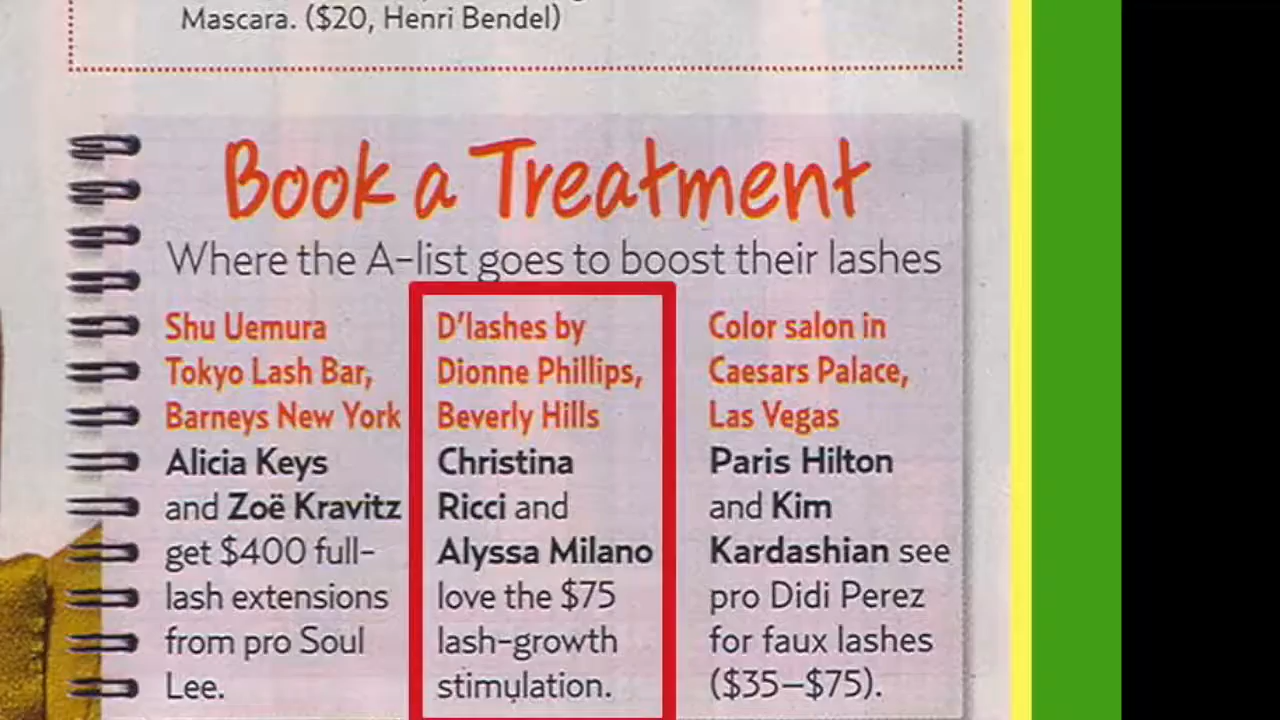 Mascara. ($20, Henri Bendel)
Book a Treatment
Where the A-list goes to boost their lashes
Shu Uemura
Tokyo Lash Bar,
Barneys New York
Alicia Keys
and Zoë Kravitz
get $400 full-
lash extensions
from pro Soul
Lee.
D'lashes by
Dionne Phillips,
Beverly Hills
Christina
Ricci and
Alyssa Milano
love the $75
lash-growth
stimulation.
Color salon in
Caesars Palace,
Las Vegas
Paris Hilton
and Kim
Kardashian see
pro Didi Perez
for faux lashes
($35–$75).